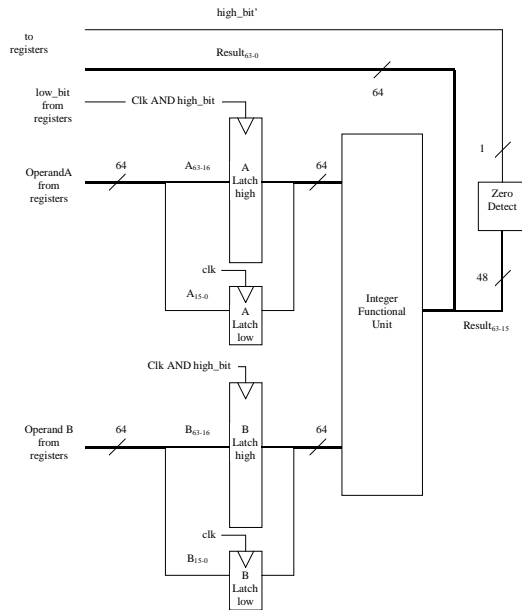 high_bit’
to
registers
Result63-0
64
low_bit
from
registers
Clk AND high_bit
1
OperandA
from
registers
64
A63-16
A
Latch
high
64
Zero
Detect
clk
A15-0
A
Latch
low
48
Integer
Functional
Unit
Result63-15
Clk AND high_bit
Operand B
from
registers
64
B63-16
B
Latch
high
64
clk
B15-0
B
Latch
low